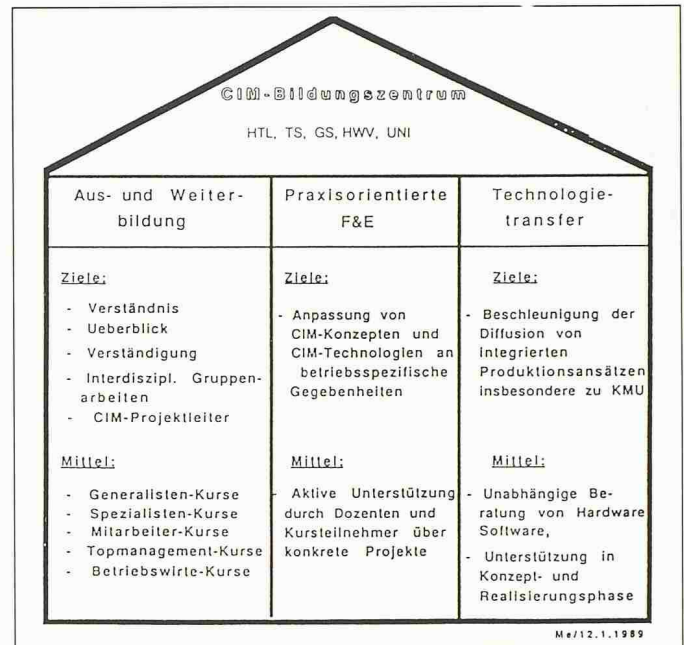 CIM-Bildungszentrum
HTL, TS, GS, HWV, UNI
Aus- und Weiter-
bildung
Ziele:
- Verständnis
- Ueberblick
- Verständigung
- Interdiszipl. Gruppen-
arbeiten
- CIM-Projektleiter
Mittel:
- Generalisten-Kurse
- Spezialisten-Kurse
- Mitarbeiter-Kurse
- Topmanagement-Kurse
- Betriebswirte-Kurse
Praxisorientierte
F&E
Ziele:
- Anpassung von
CIM-Konzepten und
CIM-Technologien an
betriebsspezifische
Gegebenheiten
Mittel:
- Aktive Unterstützung
durch Dozenten und
Kursteilnehmer über
konkrete Projekte
Technologie-
transfer
Ziele:
- Beschleunigung der
Diffusion von
integrierten
Produktionsansätzen
insbesondere zu KMU
Mittel:
- Unabhängige Be-
ratung von Hardware
Software,
- Unterstützung in
Konzept- und
Realisierungsphase
Me/12.1.1989